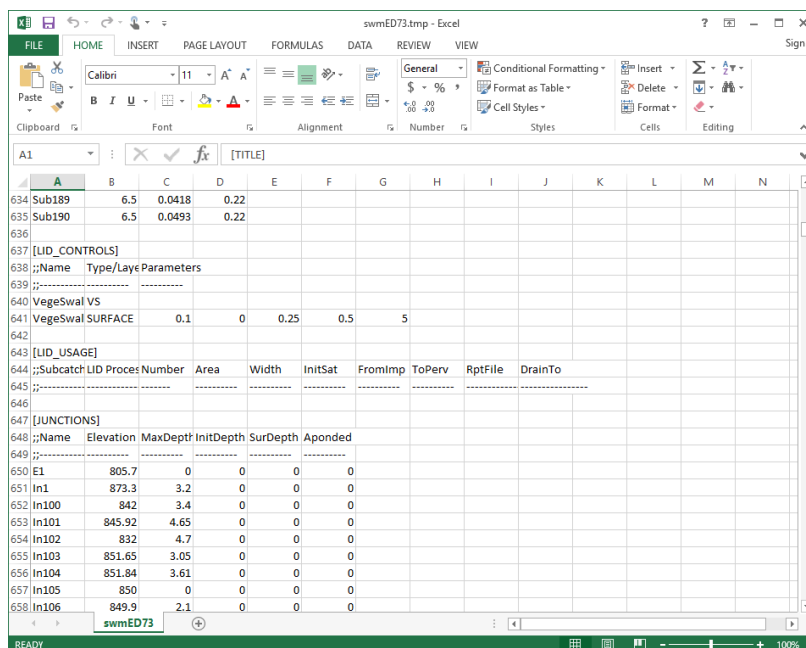 swmED73.tmp - Excel
FILE HOME INSERT PAGE LAYOUT FORMULAS DATA REVIEW VIEW Sign
Paste Calibri 11 A A General Conditional Formatting Insert
B I U A $ % , Format as Table Delete
Cell Styles Format
Clipboard Font Alignment Number Styles Cells Editing
A1 fx [TITLE]
A B C D E F G H I J K L M N
634 Sub189 6.5 0.0418 0.22
635 Sub190 6.5 0.0493 0.22
636
637 [LID_CONTROLS]
638 ;;Name Type/Laye Parameters
639 ;;----------- ---------- ----------
640 VegeSwal VS
641 VegeSwal SURFACE 0.1 0 0.25 0.5 5
642
643 [LID_USAGE]
644 ;;Subcatch LID Proces Number Area Width InitSat FromImp ToPerv RptFile DrainTo
645 ;;----------- ------------- ------- ---------- ---------- ---------- ---------- ---------- ------------- ----------------
646
647 [JUNCTIONS]
648 ;;Name Elevation MaxDepth InitDepth SurDepth Aponded
649 ;;----------- ---------- ---------- ---------- ---------- ----------
650 E1 805.7 0 0 0 0
651 In1 873.3 3.2 0 0 0
652 In100 842 3.4 0 0 0
653 In101 845.92 4.65 0 0 0
654 In102 832 4.7 0 0 0
655 In103 851.65 3.05 0 0 0
656 In104 851.84 3.61 0 0 0
657 In105 850 0 0 0 0
658 In106 849.9 2.1 0 0 0
swmED73
READY 100%